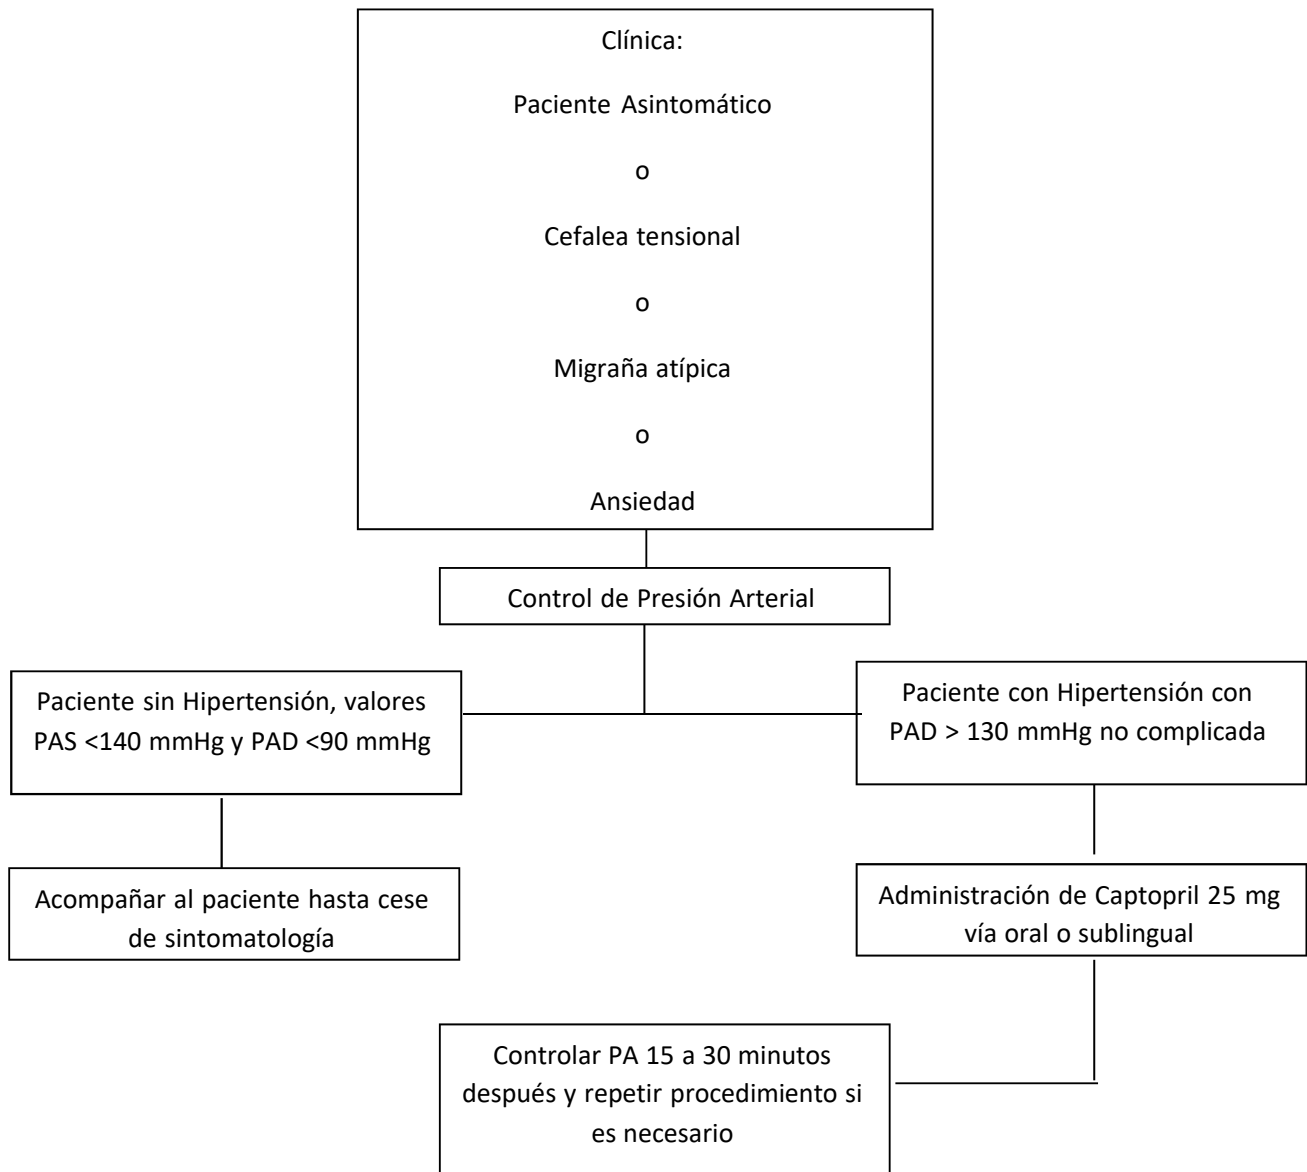 Clínica:
Paciente Asintomático
o
Cefalea tensional
o
Migraña atípica
o
Ansiedad
Control de Presión Arterial
Paciente sin Hipertensión, valores
PAS <140 mmHg y PAD <90 mmHg
Paciente con Hipertensión con
PAD > 130 mmHg no complicada
Acompañar al paciente hasta cese
de sintomatología
Administración de Captopril 25 mg
vía oral o sublingual
Controlar PA 15 a 30 minutos
después y repetir procedimiento si
es necesario